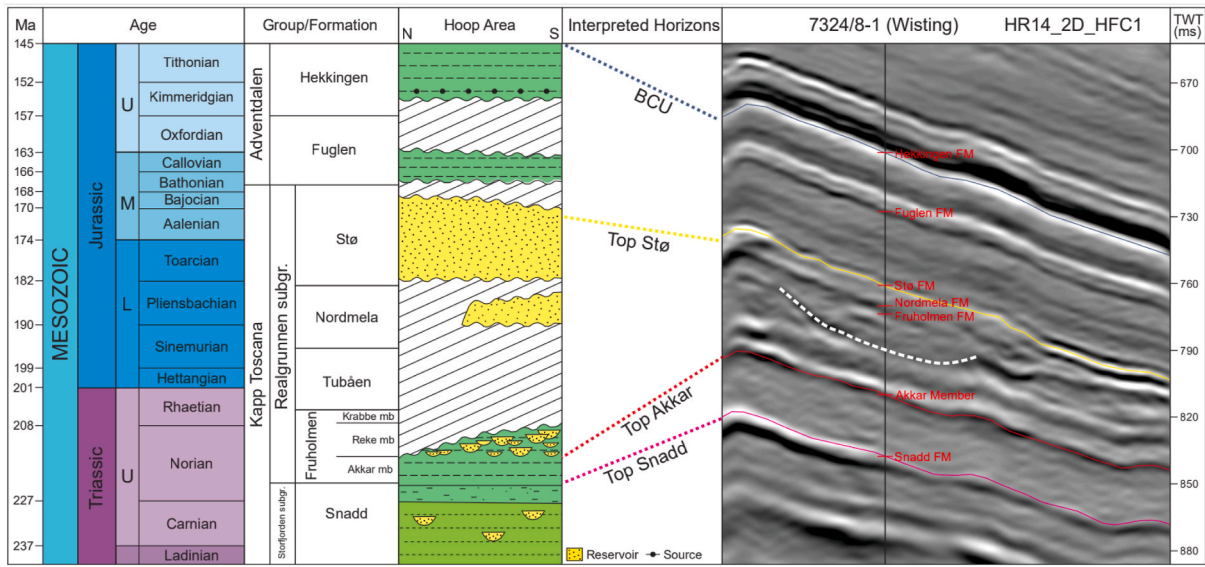 Ma Age Group/Formation Hoop Area Interpreted Horizons 7324/8-1 (Wisting) HR14_2D_HFC1 TWT
(ms)
N S
145
152
157
163
166
168
170
174
182
190
199
201
208
227
237
MESOZOIC
Jurassic
Triassic
U
M
L
U
Tithonian
Kimmeridgian
Oxfordian
Callovian
Bathonian
Bajocian
Aalenian
Toarcian
Pliensbachian
Sinemurian
Hettangian
Rhaetian
Norian
Carnian
Ladinian
Adventdalen
Kapp Toscana
Realgrunnen subgr.
Storfjorden subgr.
Fruholmen
Hekkingen
Fuglen
Stø
Nordmela
Tubåen
Krabbe mb
Reke mb
Akkar mb
Snadd
BCU
Top Stø
Top Akkar
Top Snadd
Reservoir Source
Hekkingen FM
Fuglen FM
Stø FM
Nordmela FM
Fruholmen FM
Akkar Member
Snadd FM
670
700
730
760
790
820
850
880